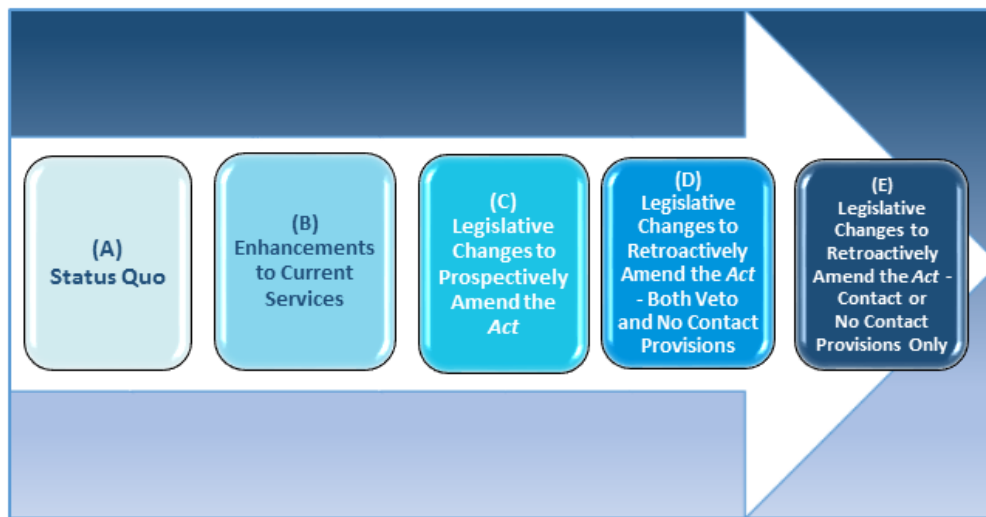 (A)
Status Quo
(B)
Enhancements
to Current
Services
(C)
Legislative
Changes to
Prospectively
Amend the
Act
(D)
Legislative
Changes to
Retroactively
Amend the Act
- Both Veto
and No Contact
Provisions
(E)
Legislative
Changes to
Retroactively
Amend the Act -
Contact or
No Contact
Provisions Only